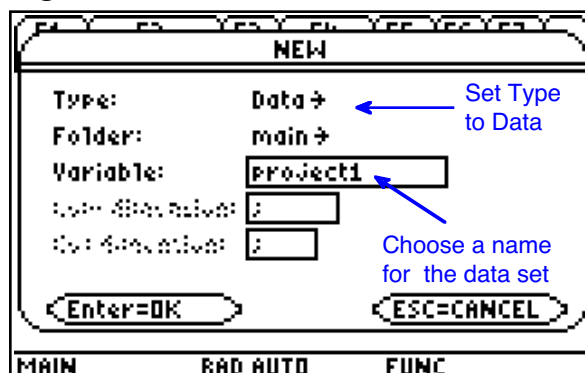 NEW
Type: Data→
Set Type
to Data
Folder: main→
Variable: project1
Choose a name
for the data set
Enter=OK
ESC=CANCEL
MAIN RAD AUTO FUNC